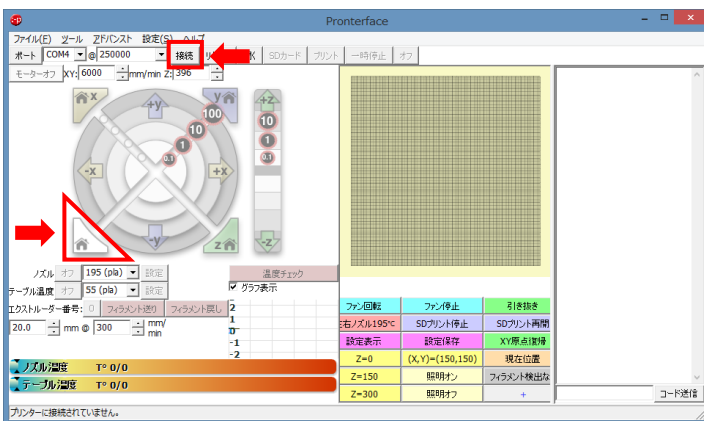 Pronterface
ファイル(F) ツール アドバンスト 設定(S) ヘルプ
ポート COM4 @ 250000 接続 SDカード プリント 一時停止 オフ
モーターオフ XY: 6000 mm/min Z: 396
x +y y +z
100 10
10 1
1 0.1
0.1
-x +x
-y z -z
ノズル オフ 195 (pla) 設定 温度チェック
テーブル温度 オフ 55 (pla) 設定 グラフ表示
エクストルーダー番号: 0 フィラメント送り フィラメント戻し
20.0 mm @ 300 mm/
min
2
1
0
-1
-2
ノズル温度 T° 0/0
テーブル温度 T° 0/0
ファン回転 ファン停止 引き抜き
右ノズル195℃ SDプリント停止 SDプリント再開
設定表示 設定保存 XY原点復帰
Z=0 (X,Y)=(150,150) 現在位置
Z=150 照明オン フィラメント検出な
Z=300 照明オフ +
コード送信
プリンターに接続されていません。